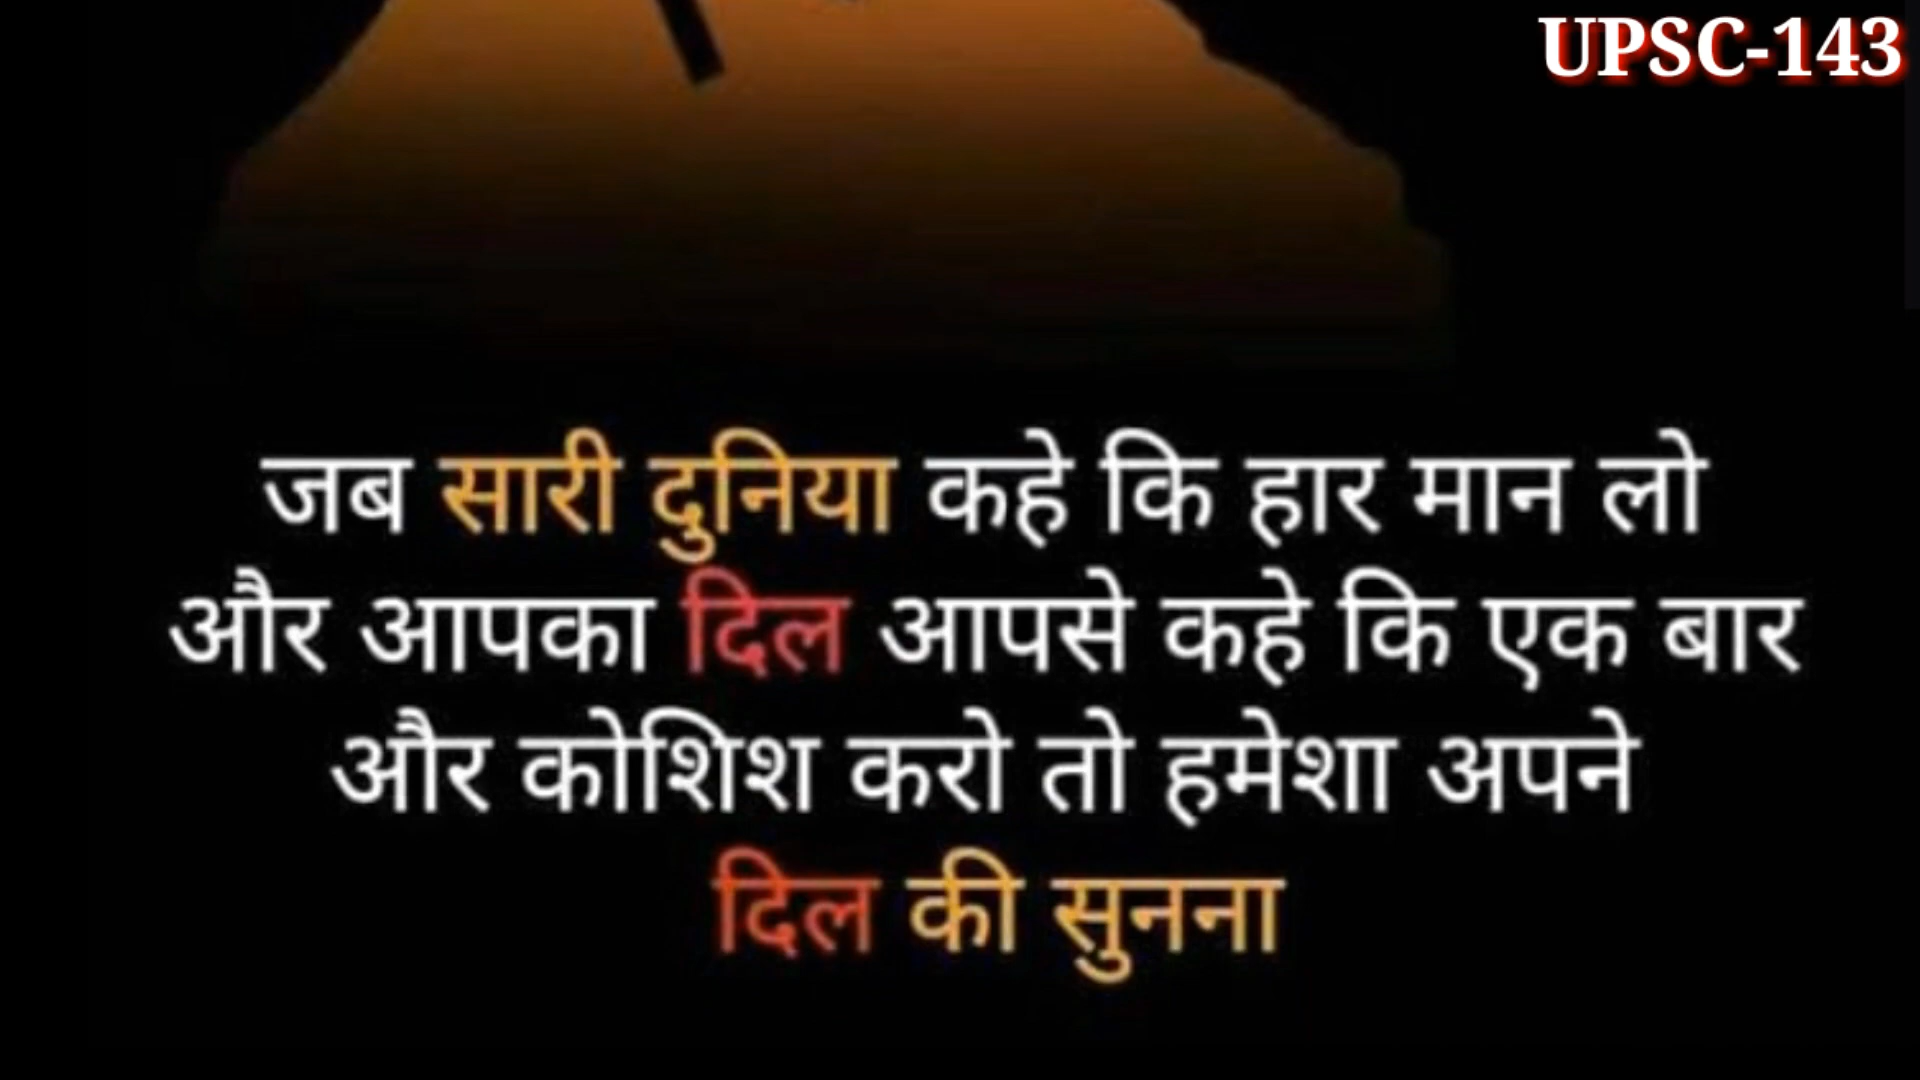 UPSC-143
जब सारी दुनिया कहे कि हार मान लो
और आपका दिल आपसे कहे कि एक बार
और कोशिश करो तो हमेशा अपने
दिल की सुनना